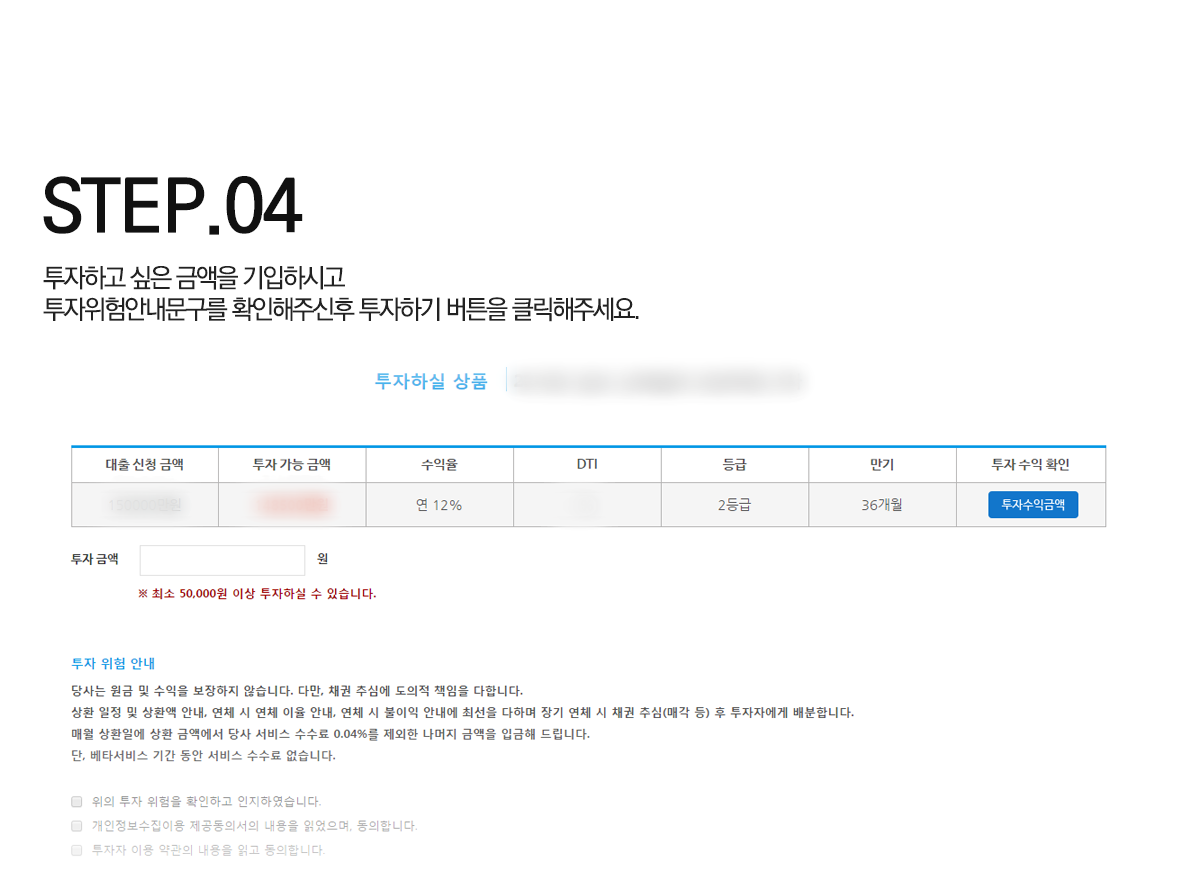 STEP.04
투자하고 싶은 금액을 기입하시고
투자위험안내문구를 확인해주신후 투자하기 버튼을 클릭해주세요.
투자하실 상품
대출 신청 금액 투자 가능 금액 수익율 DTI 등급 만기 투자 수익 확인
연 12% 2등급 36개월 투자수익금액
투자 금액 원
※ 최소 50,000원 이상 투자하실 수 있습니다.
투자 위험 안내
당사는 원금 및 수익을 보장하지 않습니다. 다만, 채권 추심에 도의적 책임을 다합니다.
상환 일정 및 상환액 안내, 연체 시 연체 이율 안내, 연체 시 불이익 안내에 최선을 다하며 장기 연체 시 채권 추심(매각 등) 후 투자자에게 배분합니다.
매월 상환일에 상환 금액에서 당사 서비스 수수료 0.04%를 제외한 나머지 금액을 입금해 드립니다.
단, 베타서비스 기간 동안 서비스 수수료 없습니다.
위의 투자 위험을 확인하고 인지하였습니다.
개인정보수집이용 제공동의서의 내용을 읽었으며, 동의합니다.
투자자 이용 약관의 내용을 읽고 동의합니다.